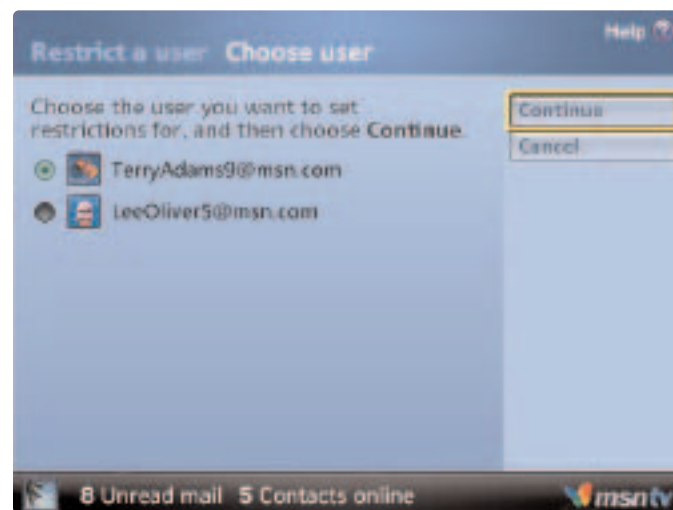 Help
Restrict a user Choose user
Choose the user you want to set
restrictions for, and then choose Continue.
TerryAdams9@msn.com
LeeOliver5@msn.com
Continue
Cancel
8 Unread mail 5 Contacts online
msntv